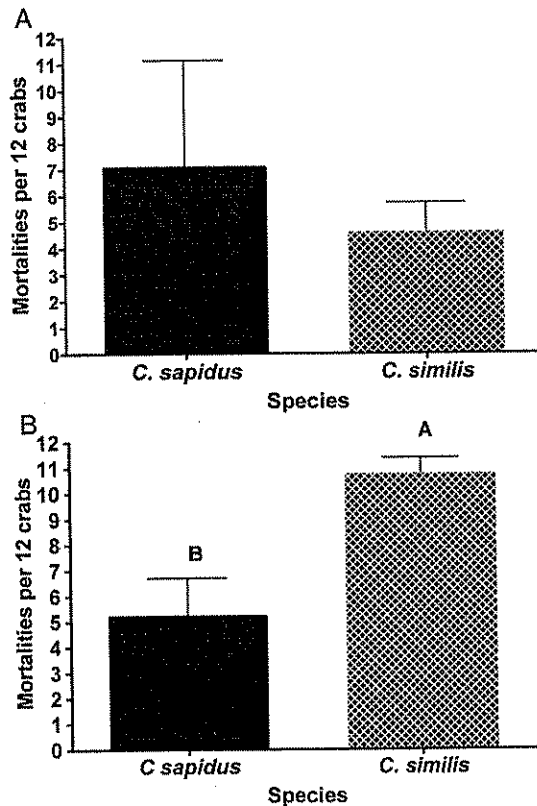 A
12
11
10
9
8
7
6
5
4
3
2
1
0
Mortalities per 12 crabs
C. sapidus C. similis
Species
B
12
11
10
9
8
7
6
5
4
3
2
1
0
Mortalities per 12 crabs
B
A
C sapidus C. similis
Species